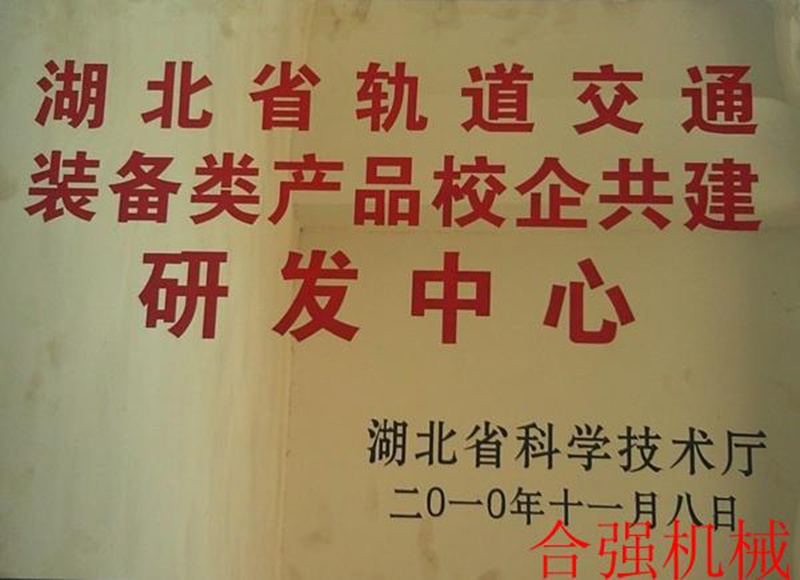 湖北省轨道交通
装备类产品校企共建
研发中心
湖北省科学技术厅
二0一0年十一月八日
合强机械